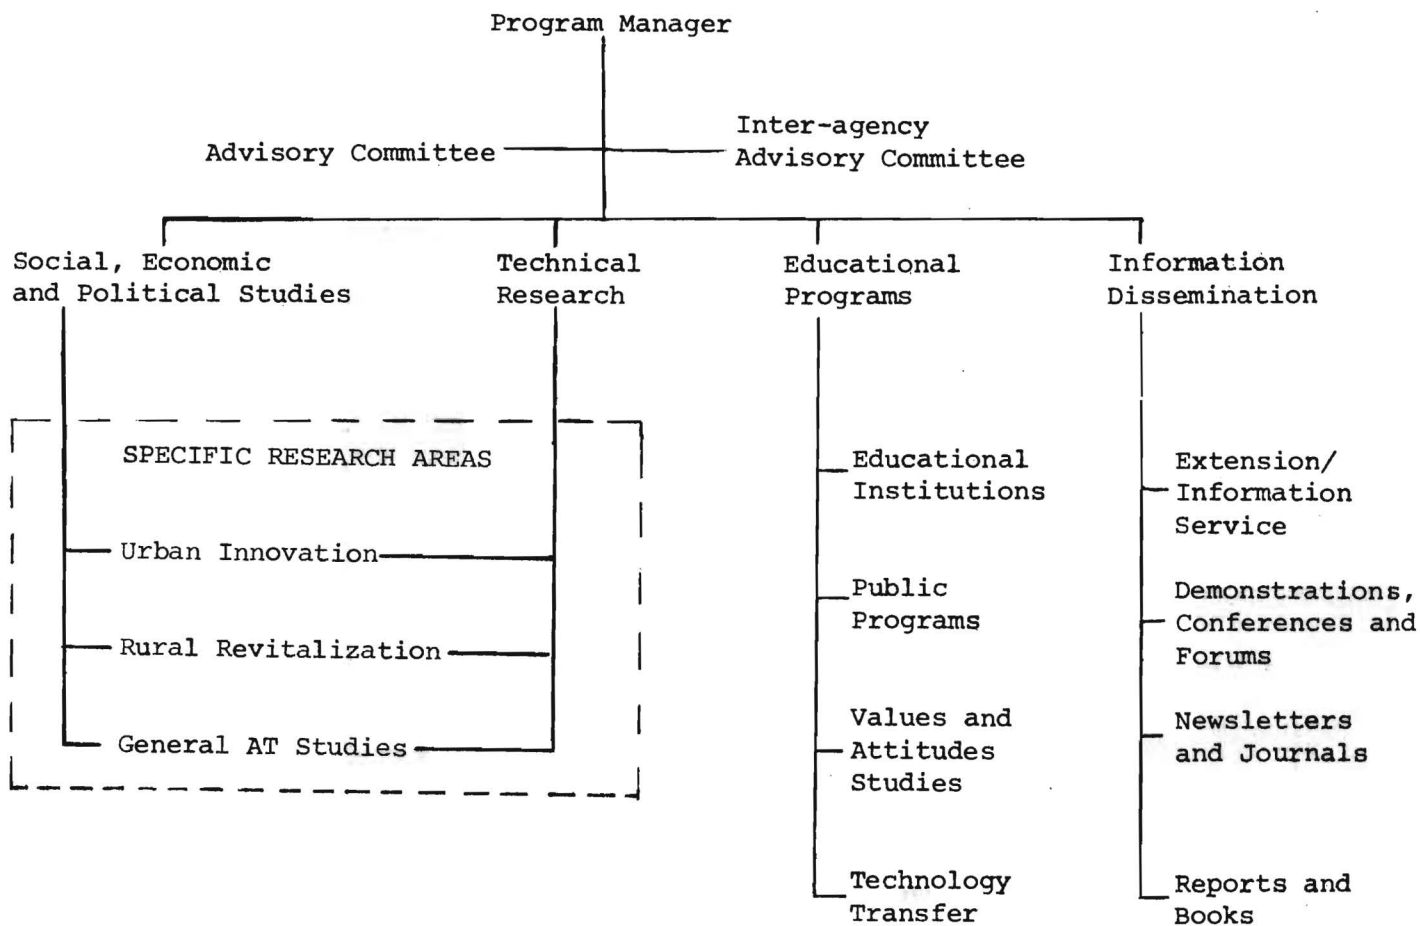 Program Manager
Advisory Committee
Inter-agency
Advisory Committee
Social, Economic
and Political Studies
Technical
Research
Educational
Programs
Information
Dissemination
SPECIFIC RESEARCH AREAS
Urban Innovation
Rural Revitalization
General AT Studies
Educational
Institutions
Public
Programs
Values and
Attitudes
Studies
Technology
Transfer
Extension/
Information
Service
Demonstrations,
Conferences and
Forums
Newsletters
and Journals
Reports and
Books